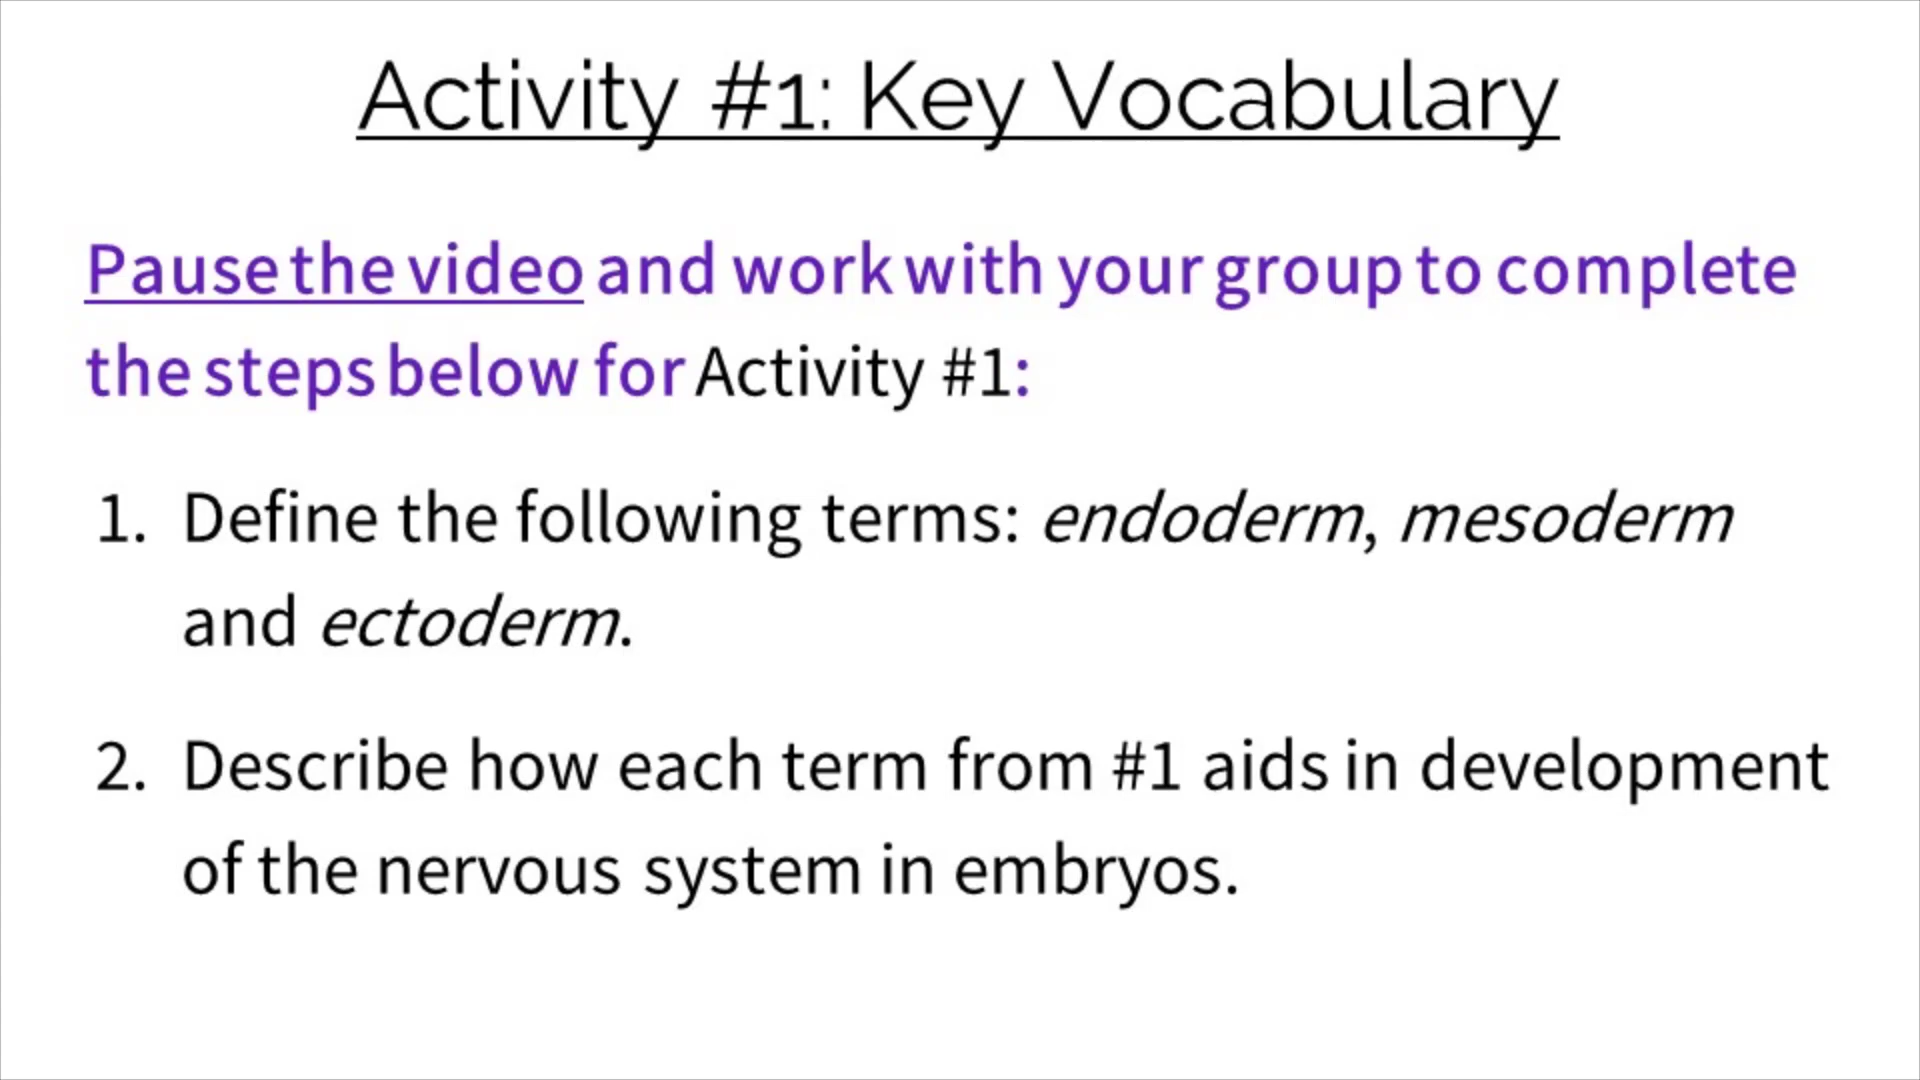 Activity #1: Key Vocabulary
Pause the video and work with your group to complete
the steps below for Activity #1:
1. Define the following terms: endoderm, mesoderm
and ectoderm.
2. Describe how each term from #1 aids in development
of the nervous system in embryos.